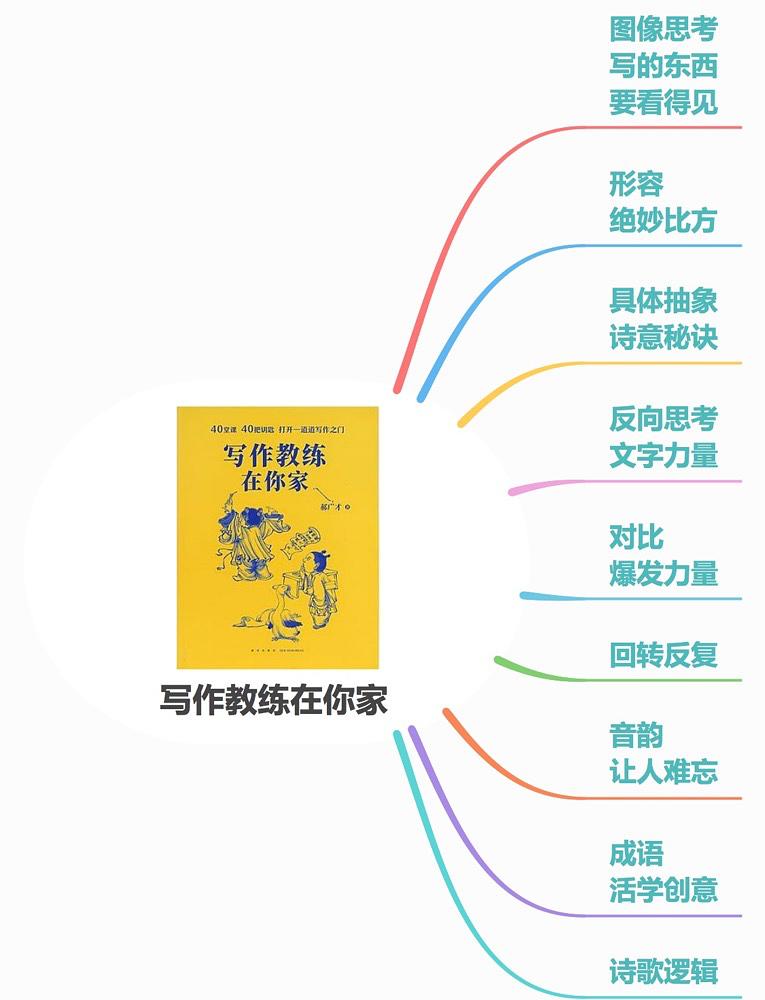 图像思考
写的东西
要看得见
形容
绝妙比方
具体抽象
诗意秘诀
反向思考
文字力量
对比
爆发力量
回转反复
音韵
让人难忘
成语
活学创意
诗歌逻辑
40堂课 40把钥匙 打开一道道写作之门
写作教练
在你家
郝广才 著
写作教练在你家